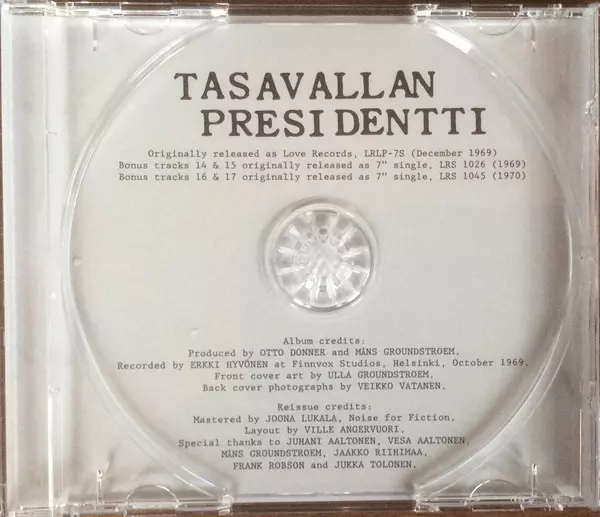 TASAVALLAN
PRESIDENTTI
Originally released as Love Records, LRLP-7S (December 1969)
Bonus tracks 14 & 15 originally released as 7" single, LRS 1026 (1969)
Bonus tracks 16 & 17 originally released as 7" single, LRS 1045 (1970)
Album credits:
Produced by OTTO DONNER and MÅNS GROUNDSTROEM.
Recorded by ERKKI HYVÖNEN at Finnvox Studios, Helsinki, October 1969.
Front cover art by ULLA GROUNDSTROEM.
Back cover photographs by VEIKKO VATANEN.
Reissue credits:
Mastered by JOONA LUKALA, Noise for Fiction.
Layout by VILLE ANGERVUORI.
Special thanks to JUHANI AALTONEN, VESA AALTONEN,
MÅNS GROUNDSTROEM, JAAKKO RIIHIMAA,
FRANK ROBSON and JUKKA TOLONEN.